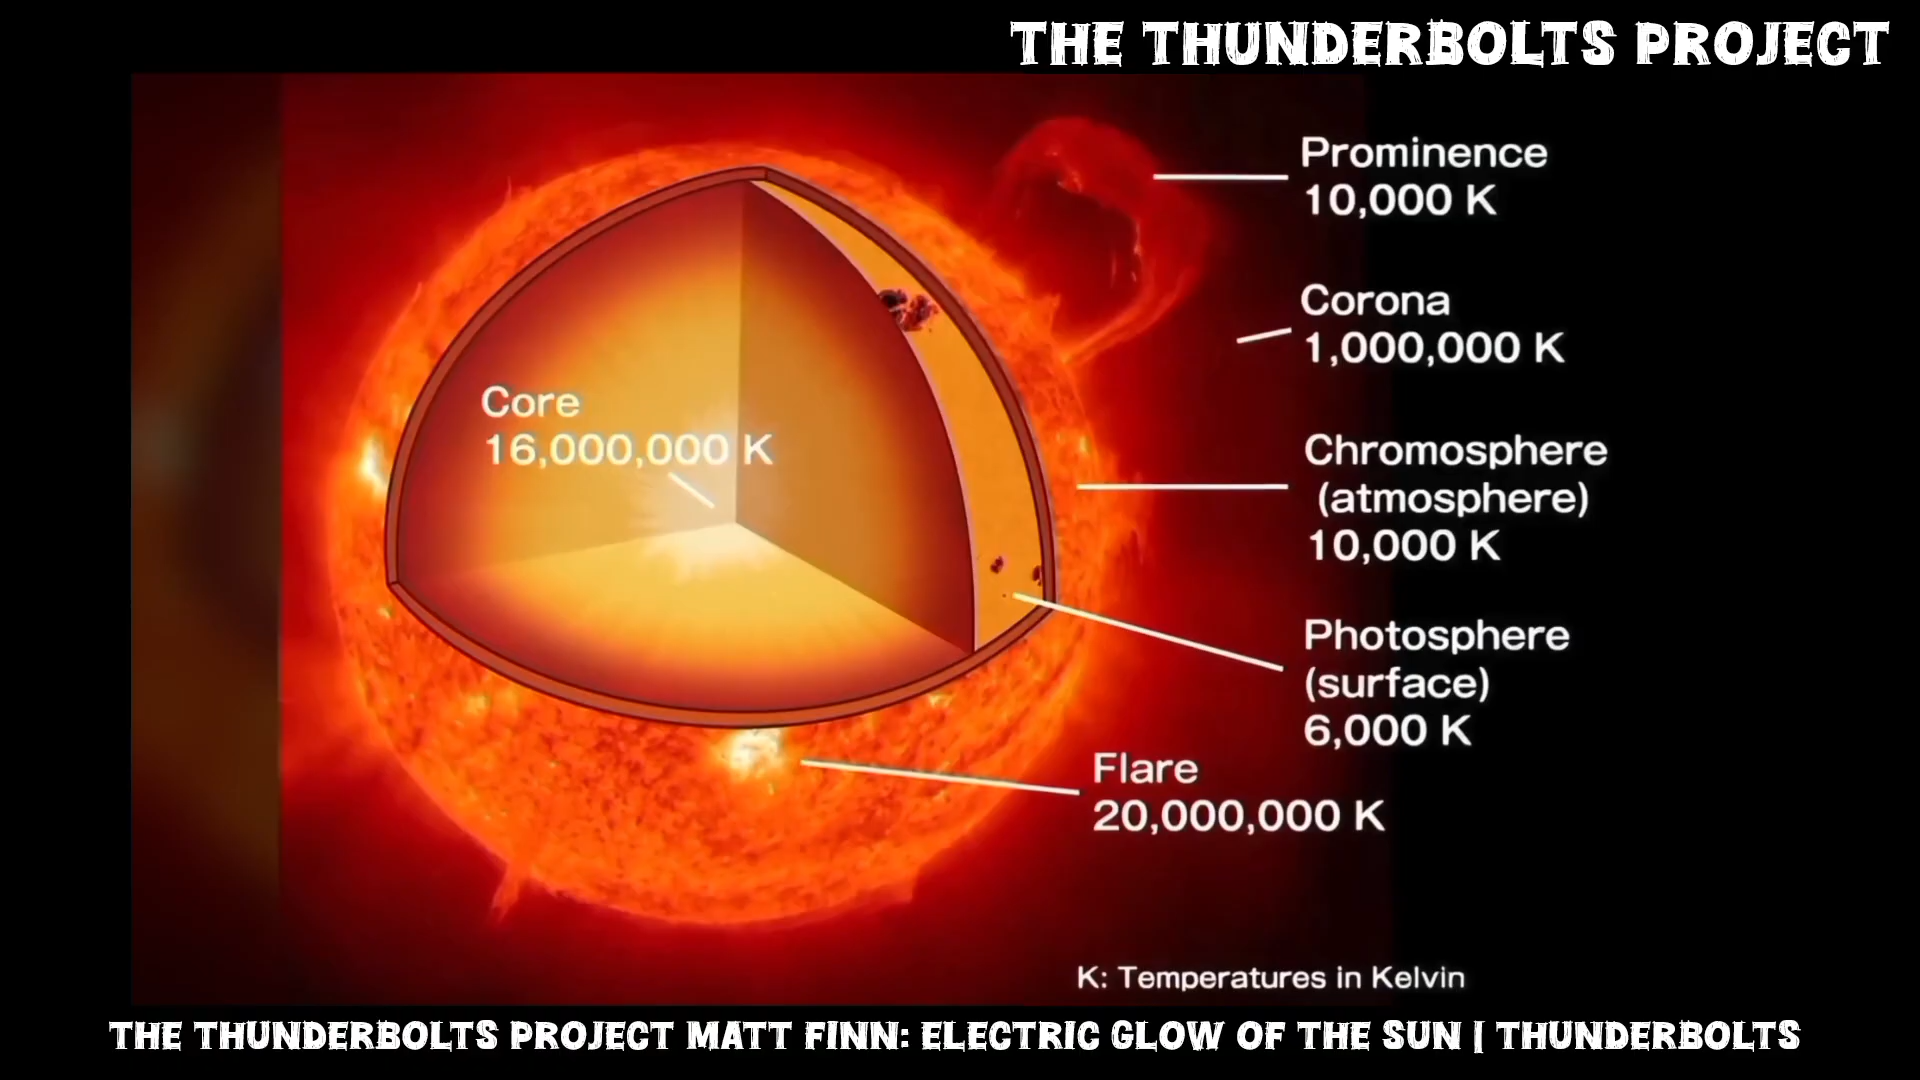 THE THUNDERBOLTS PROJECT
Prominence
10,000 K
Corona
1,000,000 K
Core
16,000,000 K
Chromosphere
(atmosphere)
10,000 K
Photosphere
(surface)
6,000 K
Flare
20,000,000 K
K: Temperatures in Kelvin
THE THUNDERBOLTS PROJECT MATT FINN: ELECTRIC GLOW OF THE SUN | THUNDERBOLTS